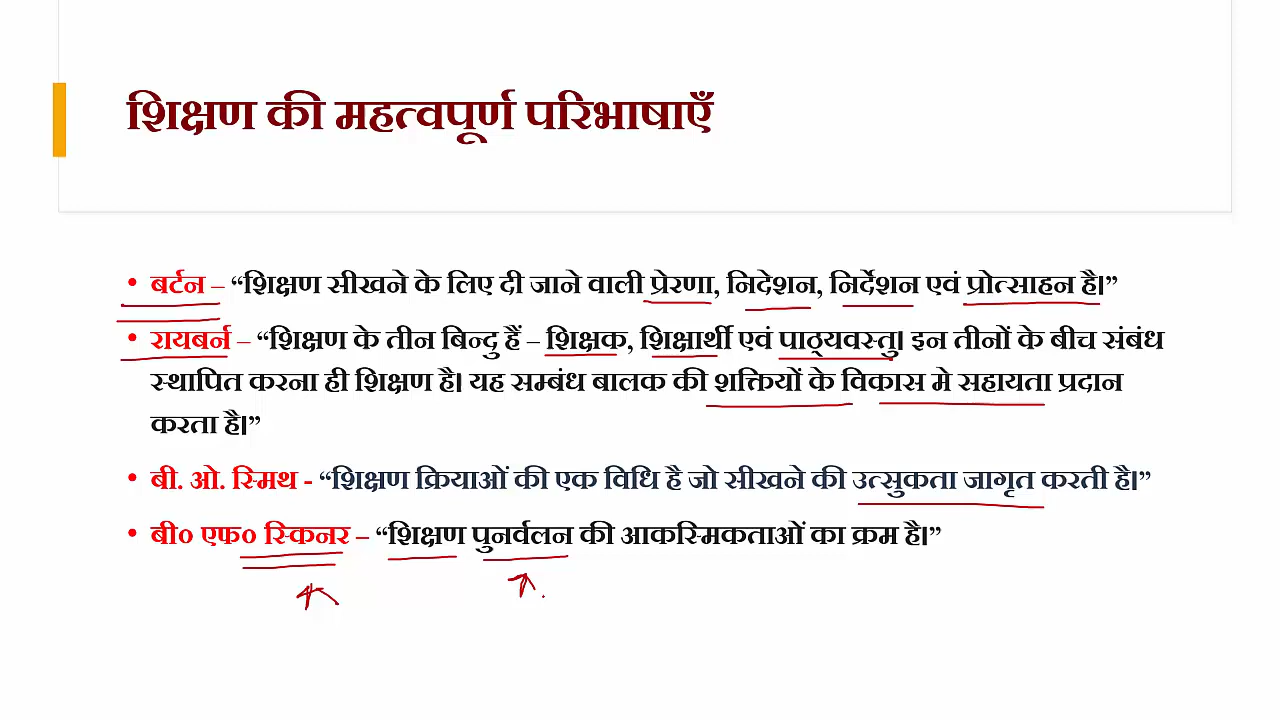 शिक्षण की महत्वपूर्ण परिभाषाएँ
• बर्टन – “शिक्षण सीखने के लिए दी जाने वाली प्रेरणा, निदेशन, निर्देशन एवं प्रोत्साहन है।”
• रायबर्न – “शिक्षण के तीन बिन्दु हैं – शिक्षक, शिक्षार्थी एवं पाठ्यवस्तु। इन तीनों के बीच संबंध
स्थापित करना ही शिक्षण है। यह सम्बंध बालक की शक्तियों के विकास मे सहायता प्रदान
करता है।”
• बी. ओ. स्मिथ - “शिक्षण क्रियाओं की एक विधि है जो सीखने की उत्सुकता जागृत करती है।”
• बी० एफ० स्किनर – “शिक्षण पुनर्वलन की आकस्मिकताओं का क्रम है।”